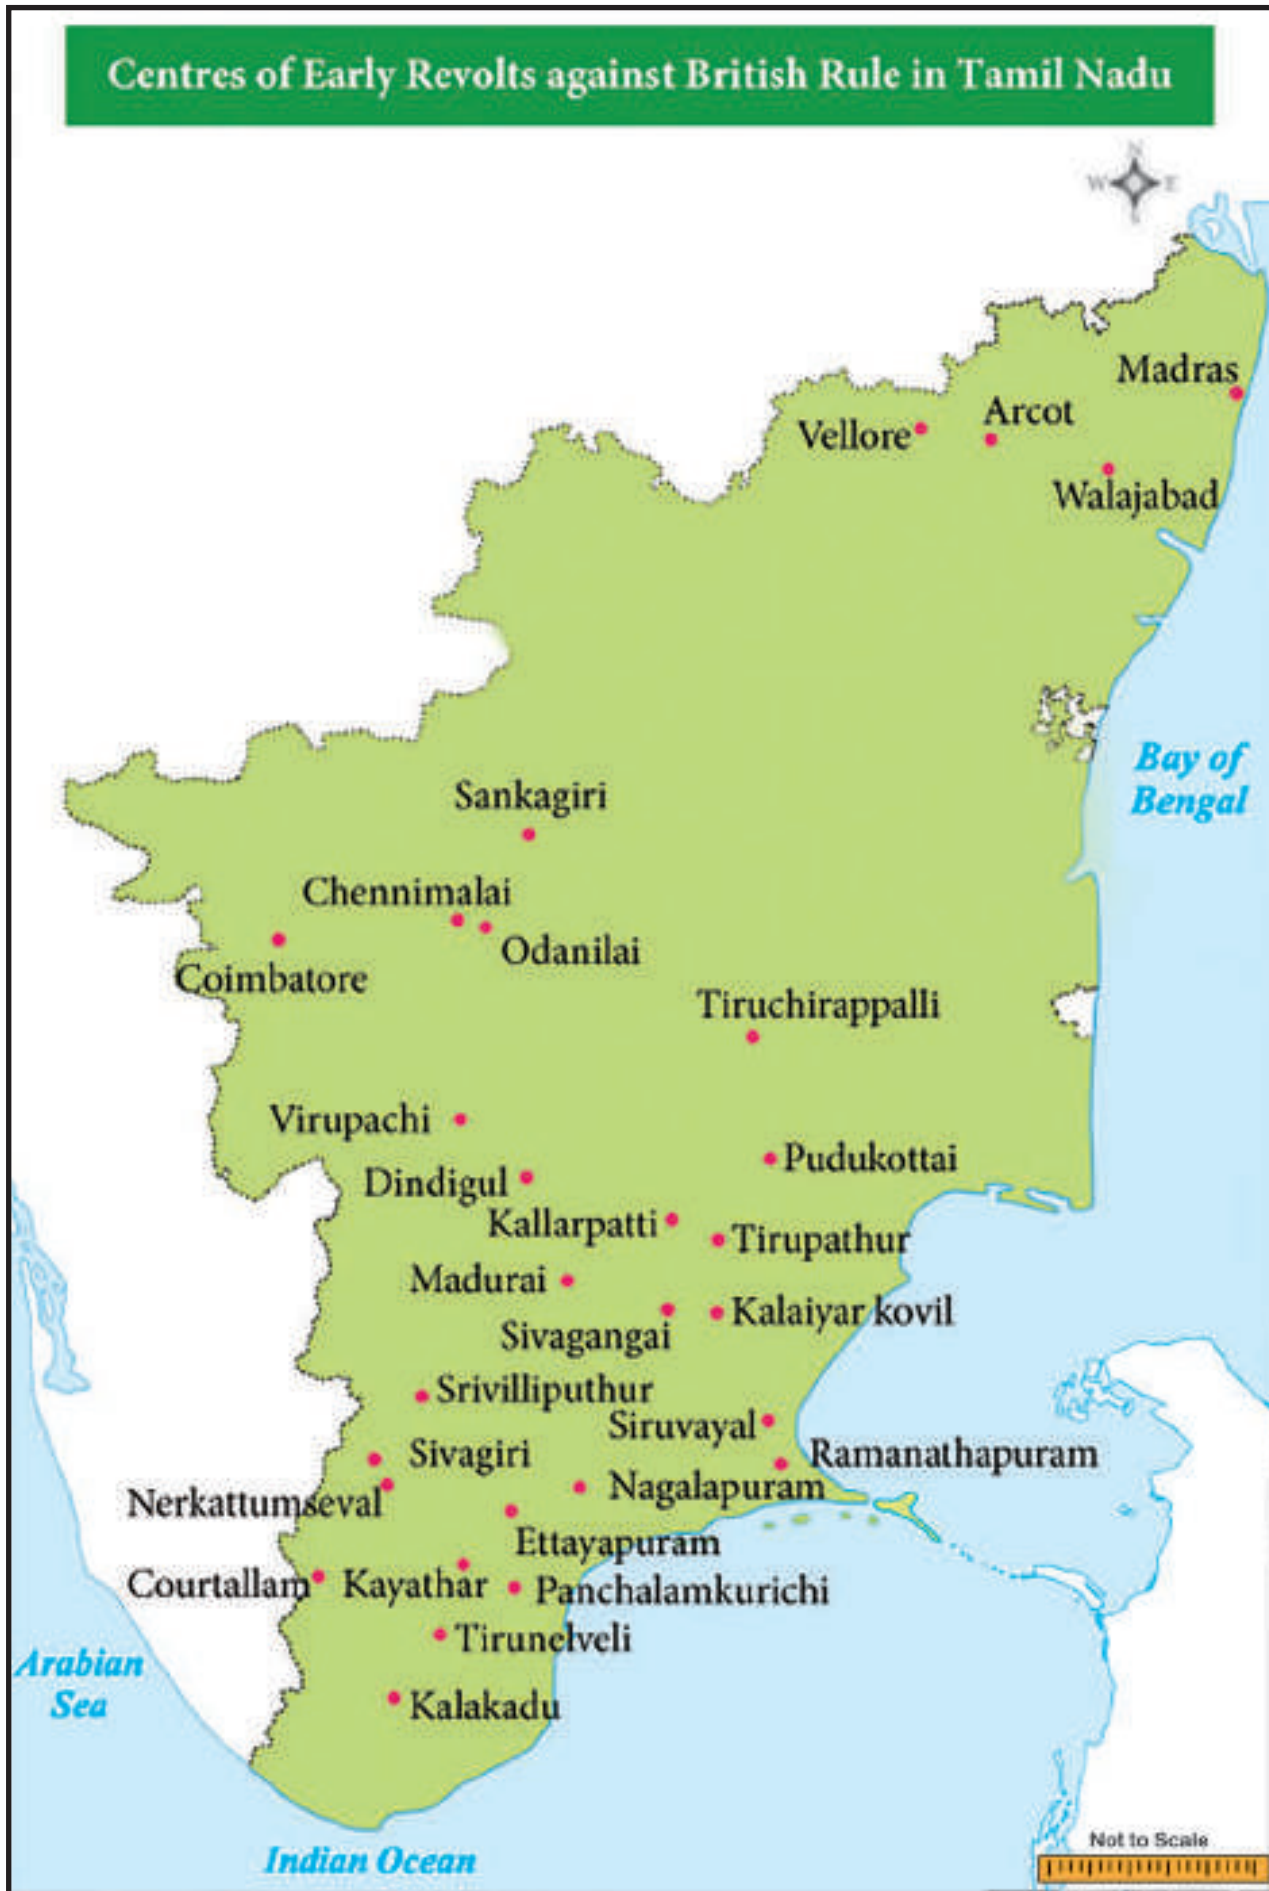 Centres of Early Revolts against British Rule in Tamil Nadu
N
W E
Madras
Arcot
Vellore
Walajabad
Bay of
Bengal
Sankagiri
Chennimalai
Odanilai
Coimbatore
Tiruchirappalli
Virupachi
Pudukottai
Dindigul
Kallarpatti
Tirupathur
Madurai
Kalaiyar kovil
Sivagangai
Srivilliputhur
Siruvayal
Sivagiri
Ramanathapuram
Nagalapuram
Nerkattumseval
Ettayapuram
Courtallam
Kayathar
Panchalamkurichi
Tirunelveli
Arabian
Sea
Kalakadu
Not to Scale
Indian Ocean